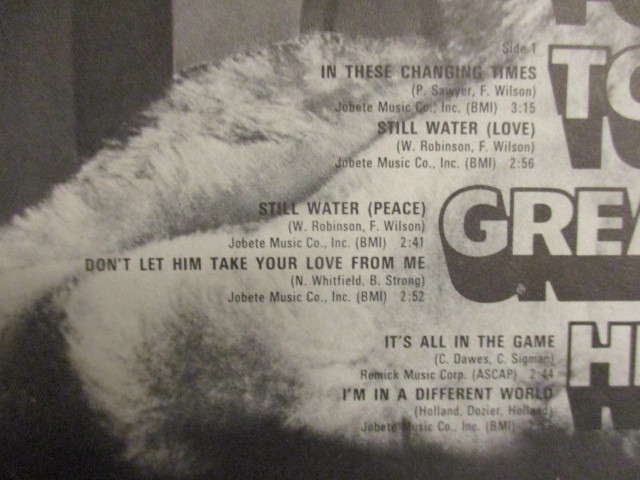 Side 1
IN THESE CHANGING TIMES
(P. Sawyer, F. Wilson)
Jobete Music Co., Inc. (BMI) 3:15
STILL WATER (LOVE)
(W. Robinson, F. Wilson)
Jobete Music Co., Inc. (BMI) 2:56
STILL WATER (PEACE)
(W. Robinson, F. Wilson)
Jobete Music Co., Inc. (BMI) 2:41
DON'T LET HIM TAKE YOUR LOVE FROM ME
(N. Whitfield, B. Strong)
Jobete Music Co., Inc. (BMI) 2:52
IT'S ALL IN THE GAME
(C. Dawes, C. Sigman)
Remick Music Corp. (ASCAP) 2:44
I'M IN A DIFFERENT WORLD
(Holland, Dozier, Holland)
Jobete Music Co., Inc. (BMI)
TO
GREA